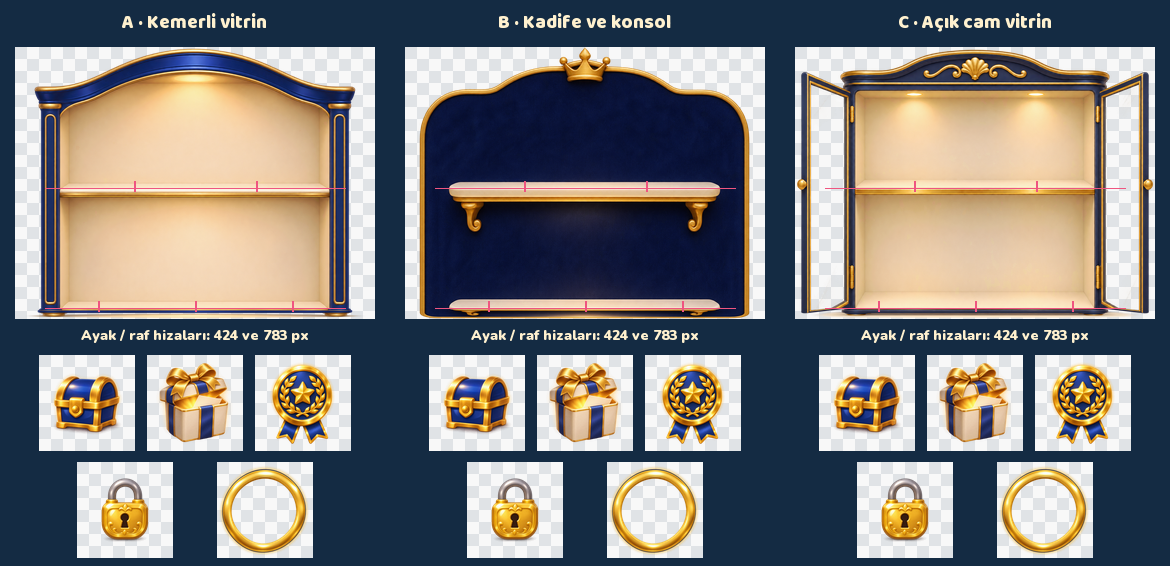 A · Kemerli vitrin
B · Kadife ve konsol
C · Açık cam vitrin
Ayak / raf hizaları: 424 ve 783 px
Ayak / raf hizaları: 424 ve 783 px
Ayak / raf hizaları: 424 ve 783 px